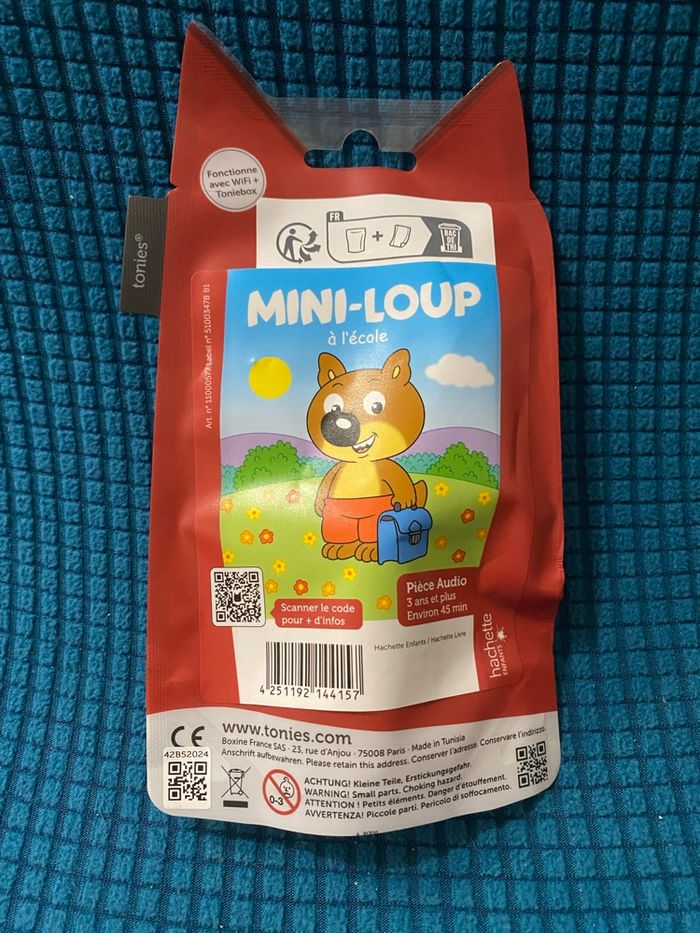 Fonctionne
avec WiFi +
Toniebox
tonies®
FR
+
BAC
DE
TRI
Art. n° 11000577 Label n° 51003478 B1
MINI-LOUP
à l'école
Scanner le code
pour + d'infos
Pièce Audio
3 ans et plus
Environ 45 min
Hachette Enfants / Hachette Livre
hachette
ENFANTS
4 251192 144157
CE
42B52024
www.tonies.com
Boxine France SAS · 23, rue d'Anjou · 75008 Paris · Made in Tunisia
Anschrift aufbewahren. Please retain this address. Conserver l'adresse. Conservare l'indirizzo.
0-3
ACHTUNG! Kleine Teile, Erstickungsgefahr.
WARNING! Small parts. Choking hazard.
ATTENTION ! Petits éléments. Danger d'étouffement.
AVVERTENZA! Piccole parti. Pericolo di soffocamento.